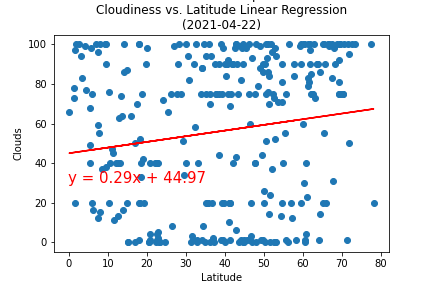 Cloudiness vs. Latitude Linear Regression
(2021-04-22)
100
80
60
40
20
0
Clouds
y = 0.29x + 44.97
0 10 20 30 40 50 60 70 80
Latitude